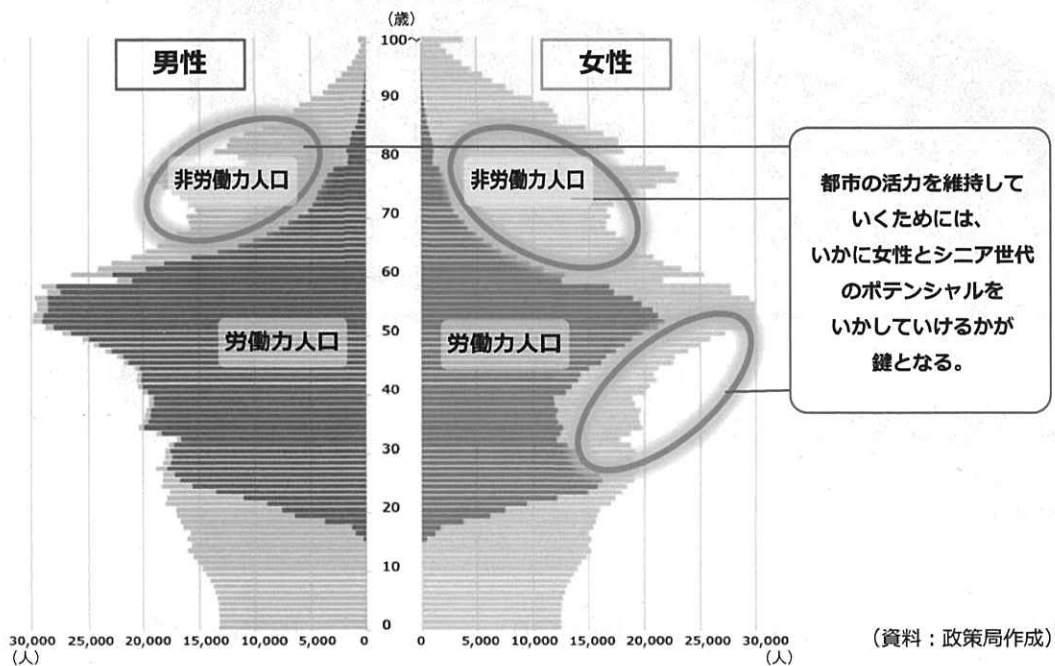 (歳)
100～
男性
女性
90
80
非労働力人口
非労働力人口
70
60
労働力人口
労働力人口
50
40
30
20
10
0
30,000 25,000 20,000 15,000 10,000 5,000 0
(人)
0 5,000 10,000 15,000 20,000 25,000 30,000
(人)
都市の活力を維持して
いくためには、
いかに女性とシニア世代
のポテンシャルを
いかしていけるかが
鍵となる。
(資料：政策局作成)